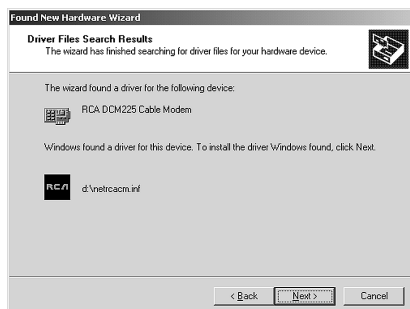 Found New Hardware Wizard
Driver Files Search Results
The wizard has finished searching for driver files for your hardware device.
The wizard found a driver for the following device:
RCA DCM225 Cable Modem
Windows found a driver for this device. To install the driver Windows found, click Next.
RCA
d:\netrcacm.inf
< Back
Next >
Cancel